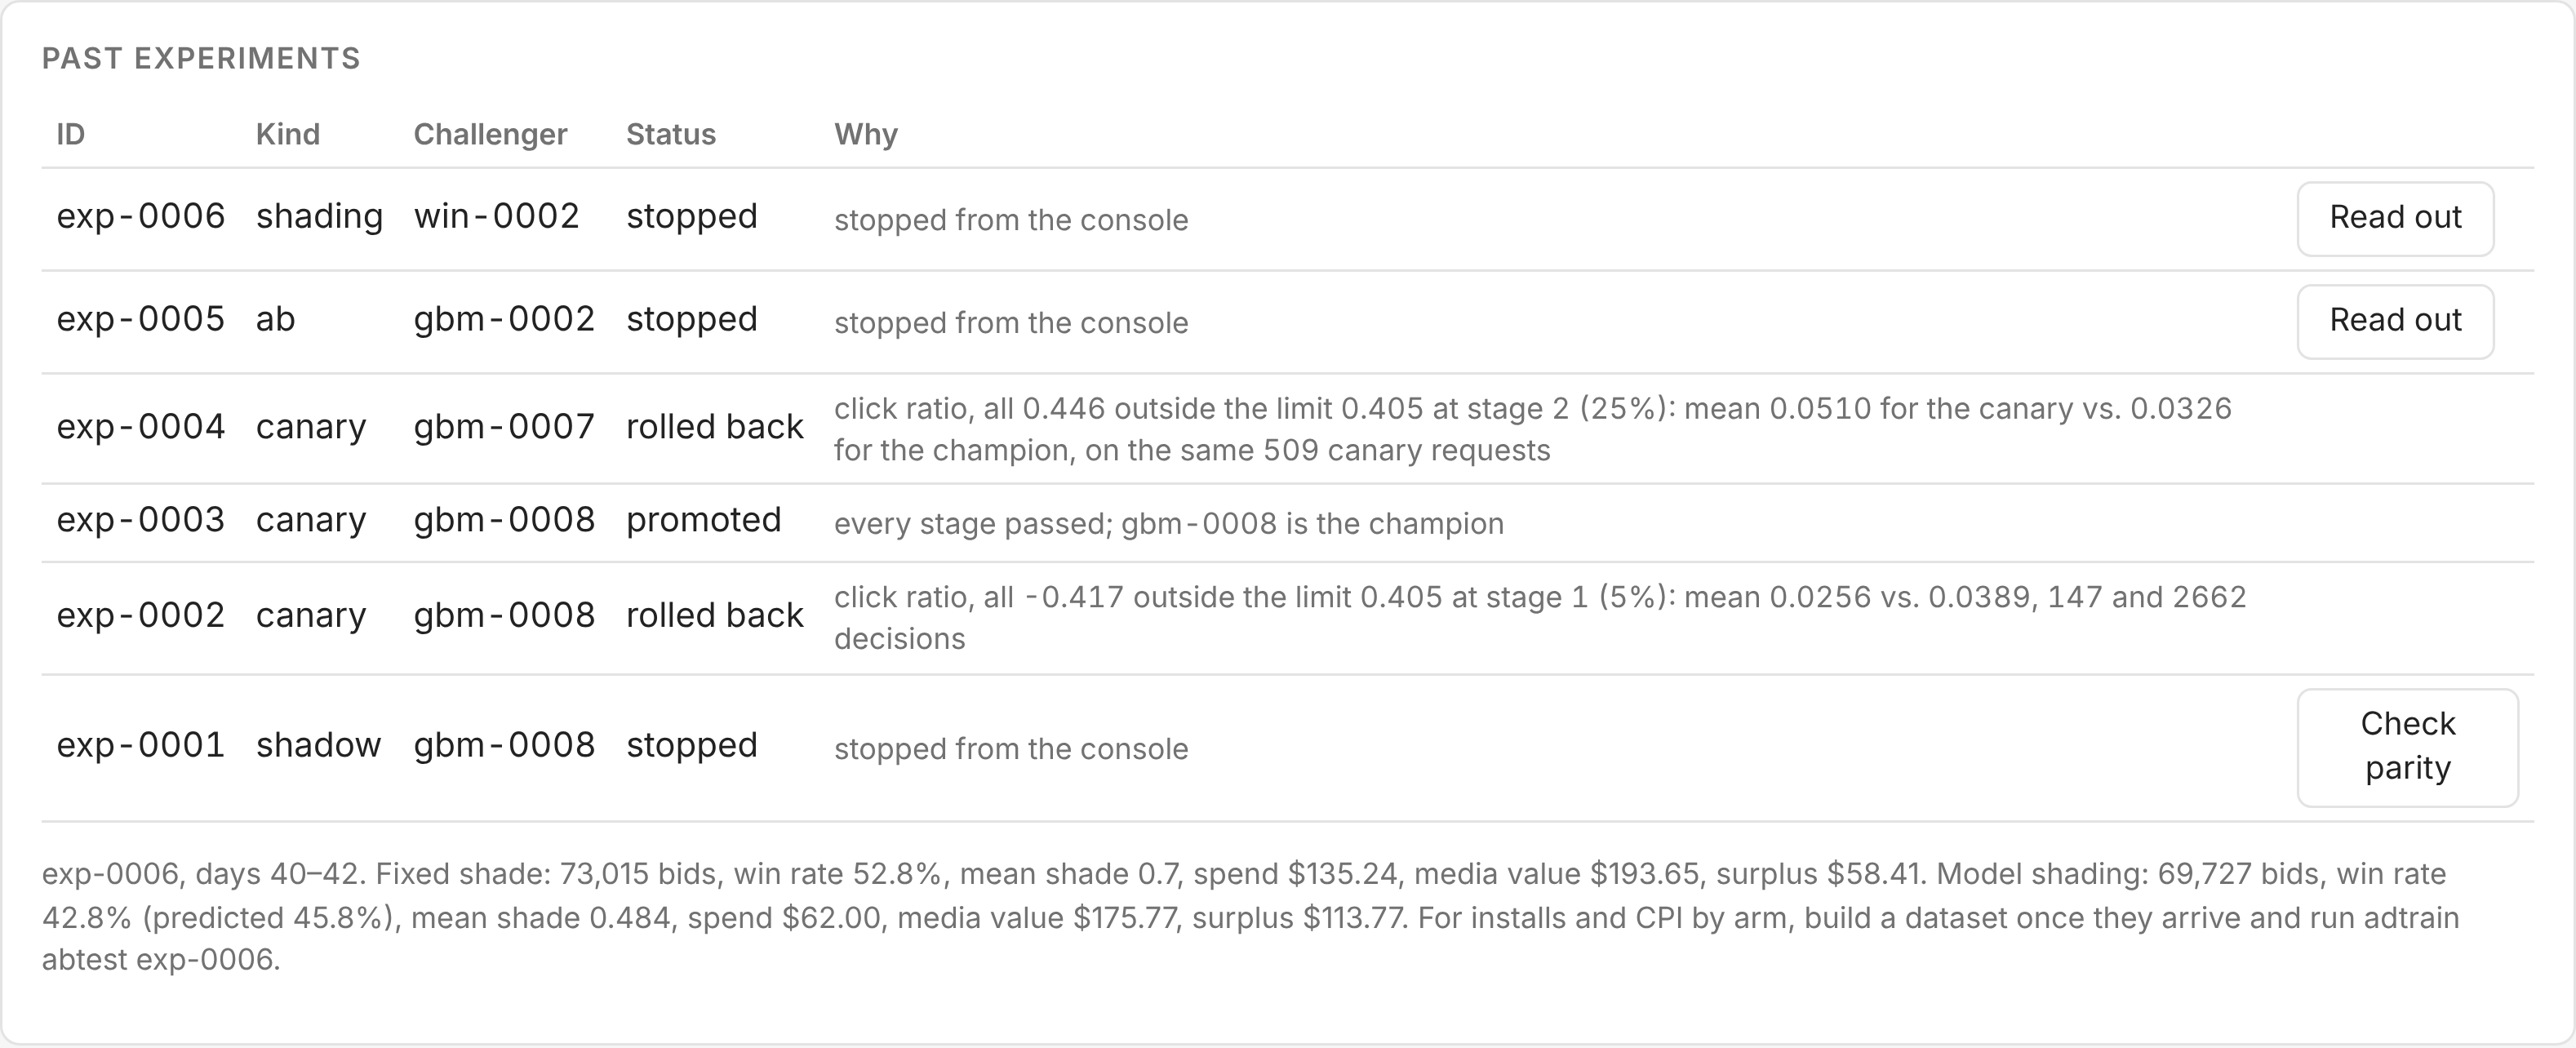 PAST EXPERIMENTS
ID Kind Challenger Status Why
exp-0006 shading win-0002 stopped stopped from the console Read out
exp-0005 ab gbm-0002 stopped stopped from the console Read out
exp-0004 canary gbm-0007 rolled back click ratio, all 0.446 outside the limit 0.405 at stage 2 (25%): mean 0.0510 for the canary vs. 0.0326
for the champion, on the same 509 canary requests
exp-0003 canary gbm-0008 promoted every stage passed; gbm-0008 is the champion
exp-0002 canary gbm-0008 rolled back click ratio, all -0.417 outside the limit 0.405 at stage 1 (5%): mean 0.0256 vs. 0.0389, 147 and 2662
decisions
exp-0001 shadow gbm-0008 stopped stopped from the console Check
parity
exp-0006, days 40–42. Fixed shade: 73,015 bids, win rate 52.8%, mean shade 0.7, spend $135.24, media value $193.65, surplus $58.41. Model shading: 69,727 bids, win rate
42.8% (predicted 45.8%), mean shade 0.484, spend $62.00, media value $175.77, surplus $113.77. For installs and CPI by arm, build a dataset once they arrive and run adtrain
abtest exp-0006.